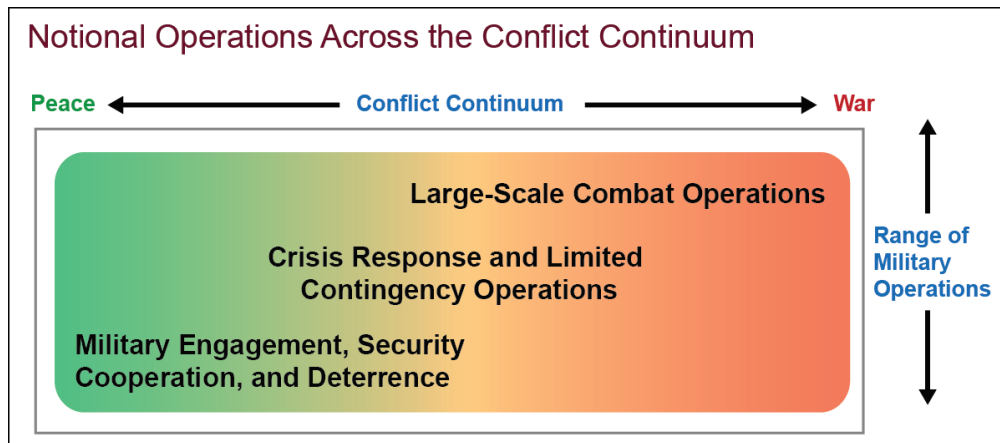 Notional Operations Across the Conflict Continuum
Peace
Conflict Continuum
War
Large-Scale Combat Operations
Crisis Response and Limited
Contingency Operations
Military Engagement, Security
Cooperation, and Deterrence
Range of
Military
Operations